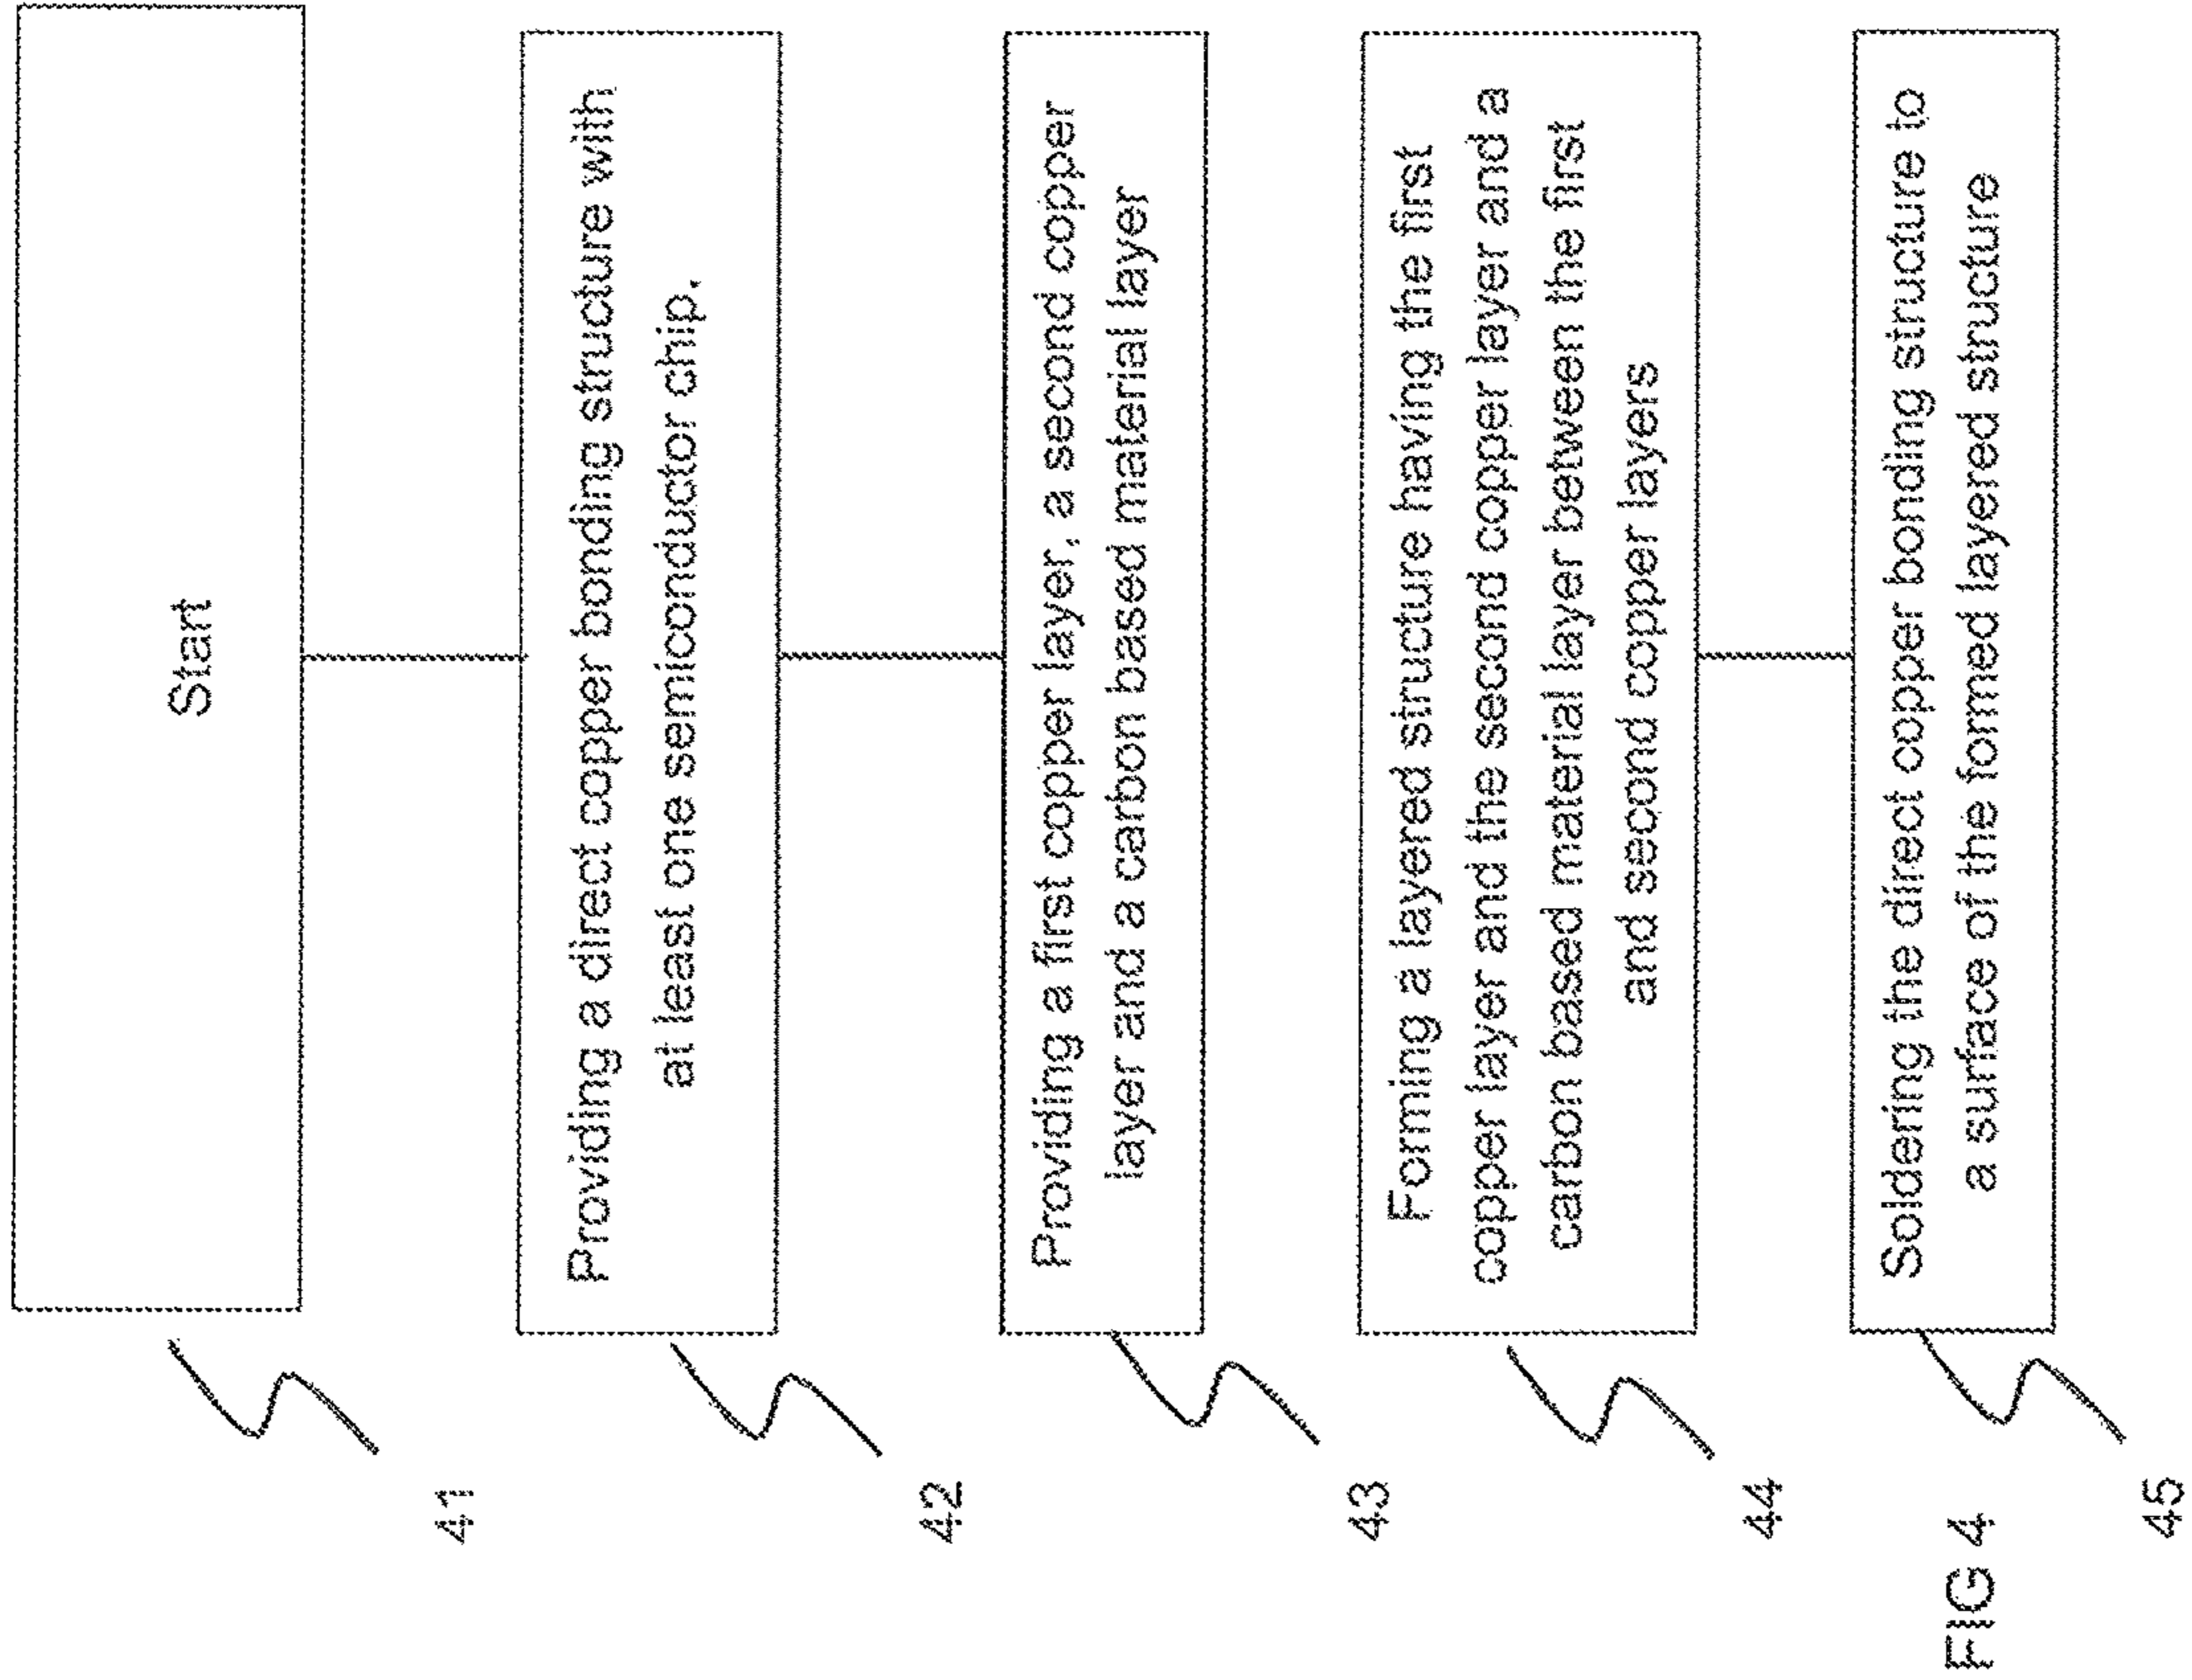 Start
41
Providing a direct copper bonding structure with
at least one semiconductor chip.
42
Providing a first copper layer, a second copper
layer and a carbon based material layer
43
Forming a layered structure having the first
copper layer and the second copper layer and a
carbon based material layer between the first
and second copper layers
44
Soldering the direct copper bonding structure to
a surface of the formed layered structure
45
FIG 4